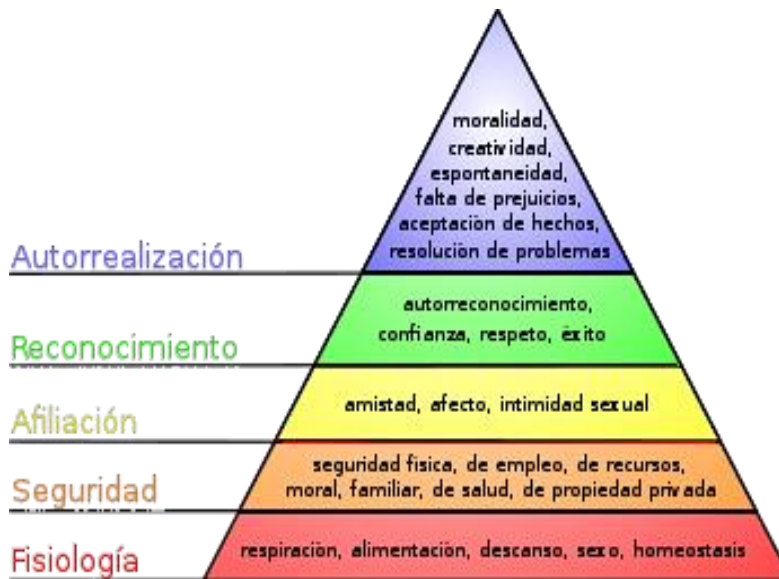 moralidad,
creatividad,
espontaneidad,
falta de prejuicios,
aceptación de hechos,
resolución de problemas
Autorrealización
autorreconocimiento,
confianza, respeto, éxito
Reconocimiento
amistad, afecto, intimidad sexual
Afiliación
seguridad física, de empleo, de recursos,
moral, familiar, de salud, de propiedad privada
Seguridad
respiración, alimentación, descanso, sexo, homeostasis
Fisiología